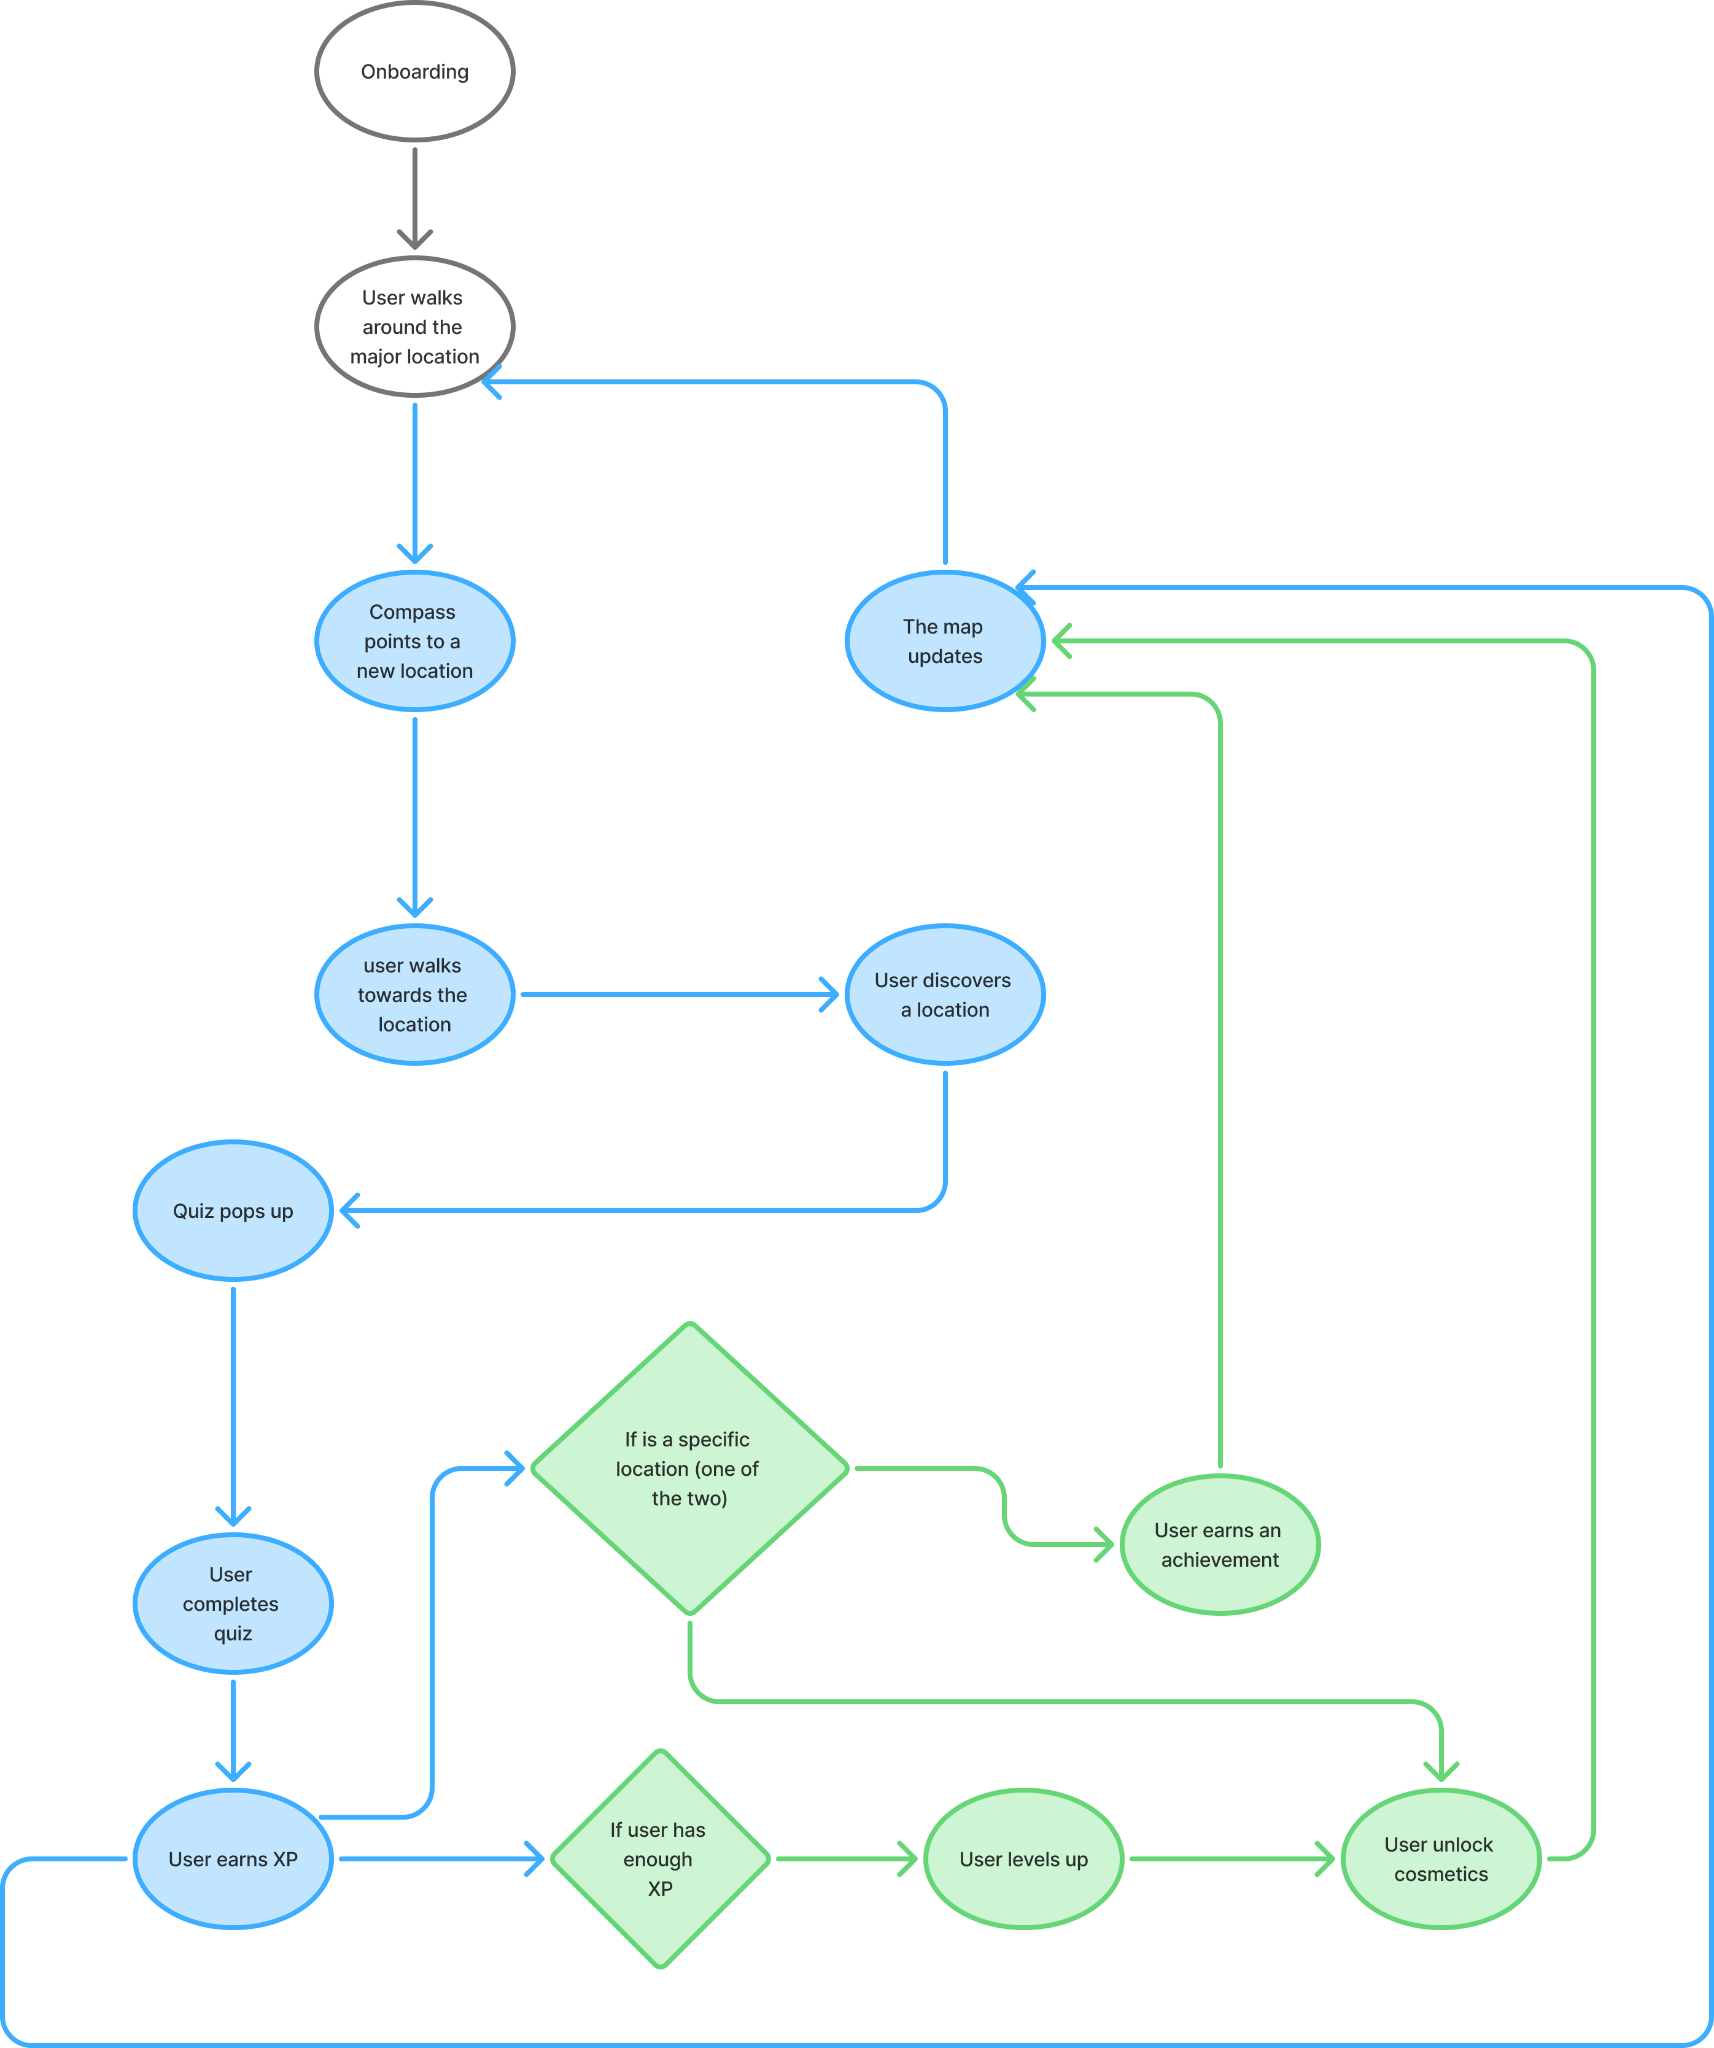 Onboarding
User walks
around the
major location
Compass
points to a
new location
The map
updates
user walks
towards the
location
User discovers
a location
Quiz pops up
If is a specific
location (one of
the two)
User earns an
achievement
User
completes
quiz
User earns XP
If user has
enough
XP
User levels up
User unlock
cosmetics